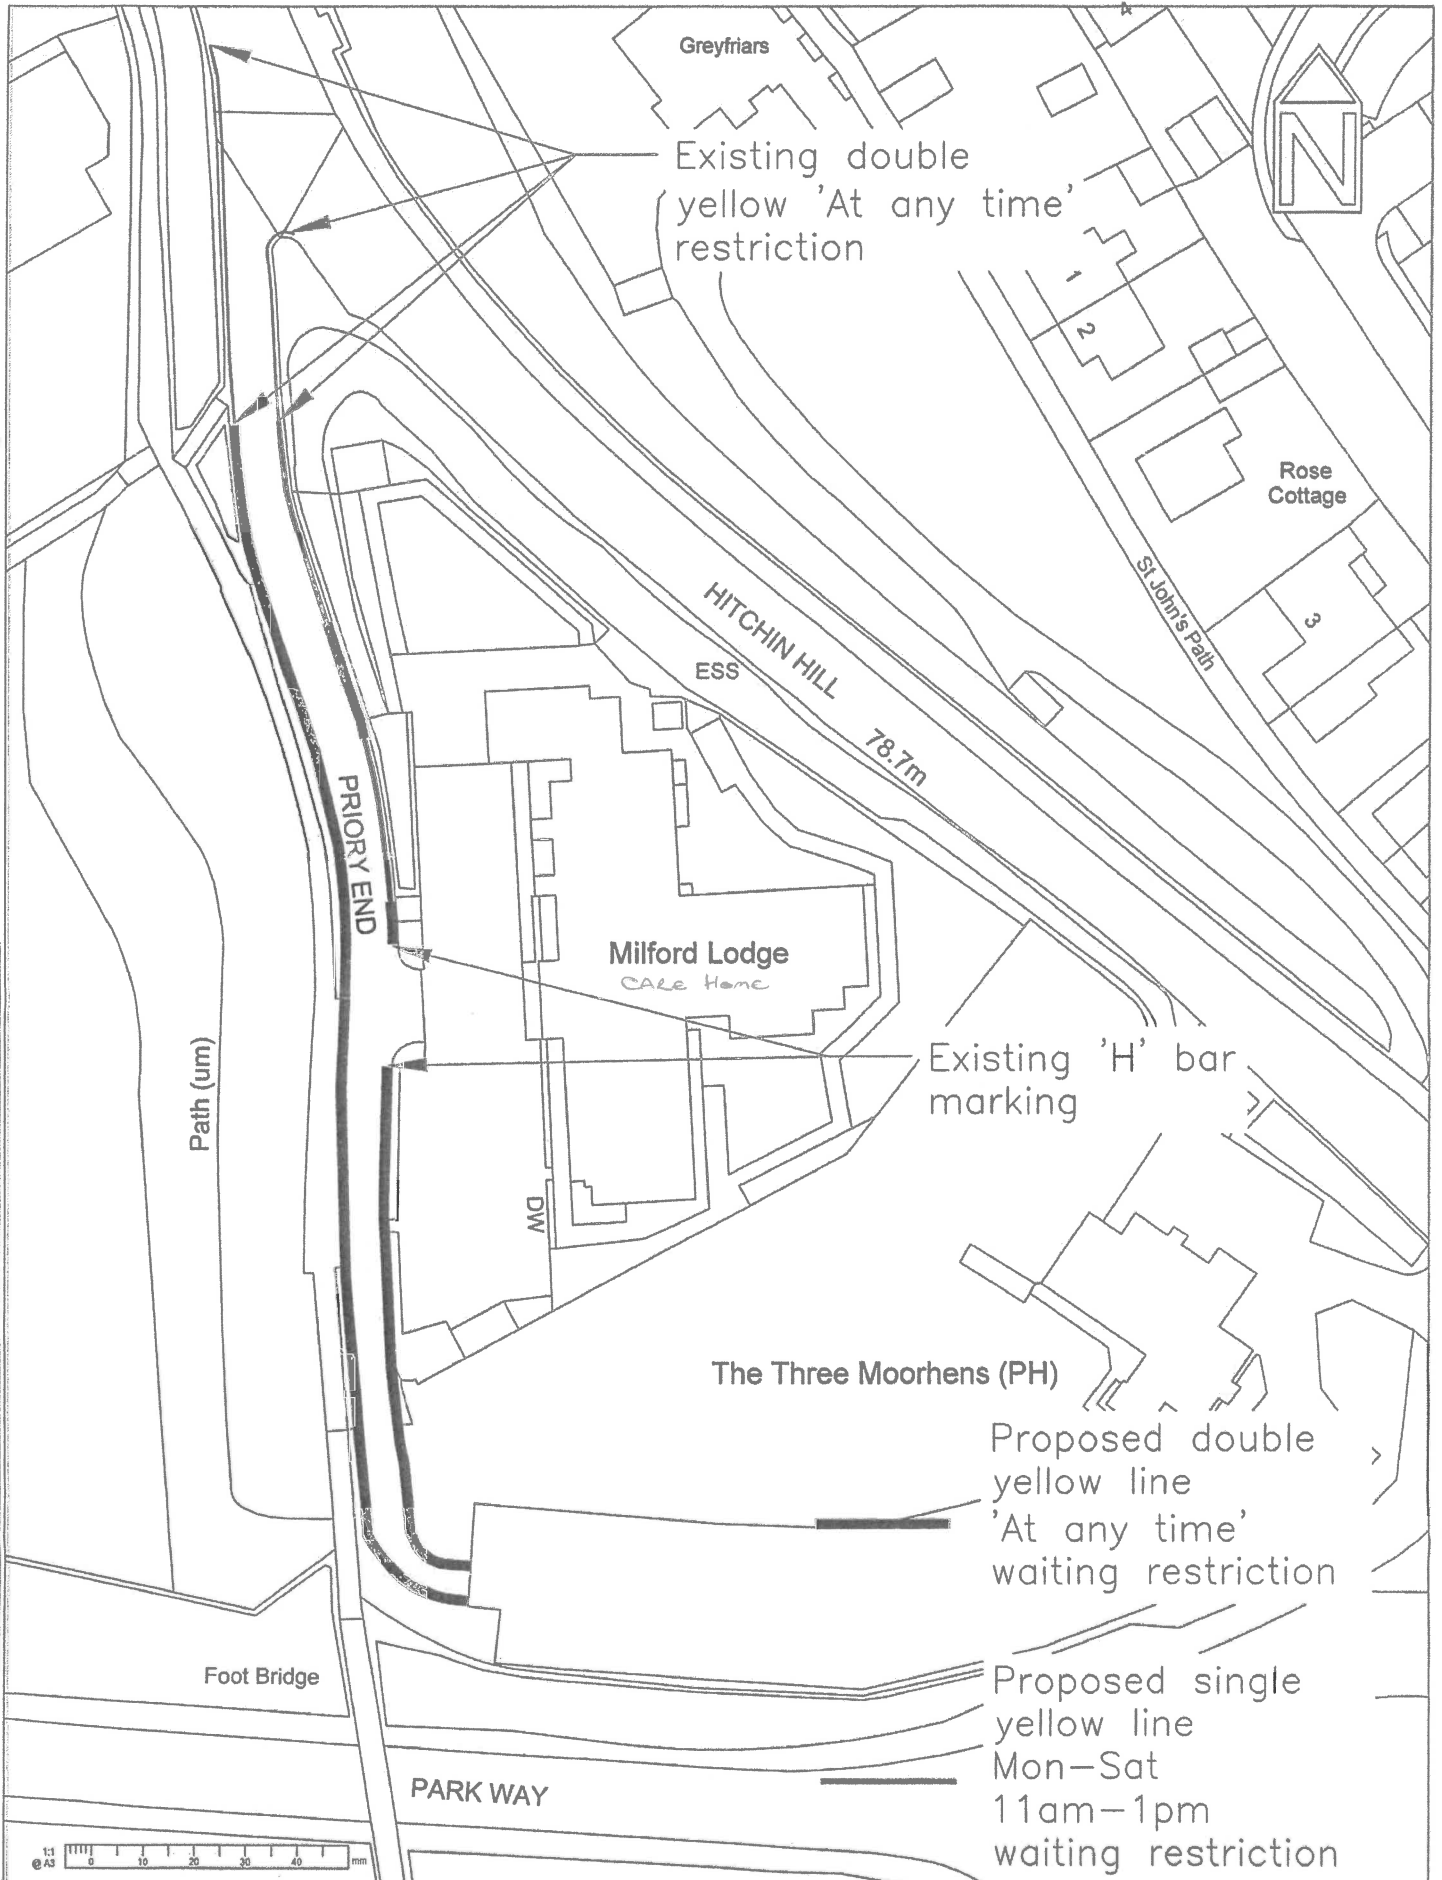 4
Greyfriars
N
Existing double
yellow 'At any time'
restriction
1
2
Rose
Cottage
St John's Path
3
HITCHIN HILL
ESS
78.7m
PRIORY END
Milford Lodge
CARE HOME
Path (um)
Existing 'H' bar
marking
DW
The Three Moorhens (PH)
Proposed double
yellow line
'At any time'
waiting restriction
Foot Bridge
Proposed single
yellow line
Mon-Sat
11am-1pm
waiting restriction
PARK WAY
1:1
@ A3
0 10 20 30 40 mm